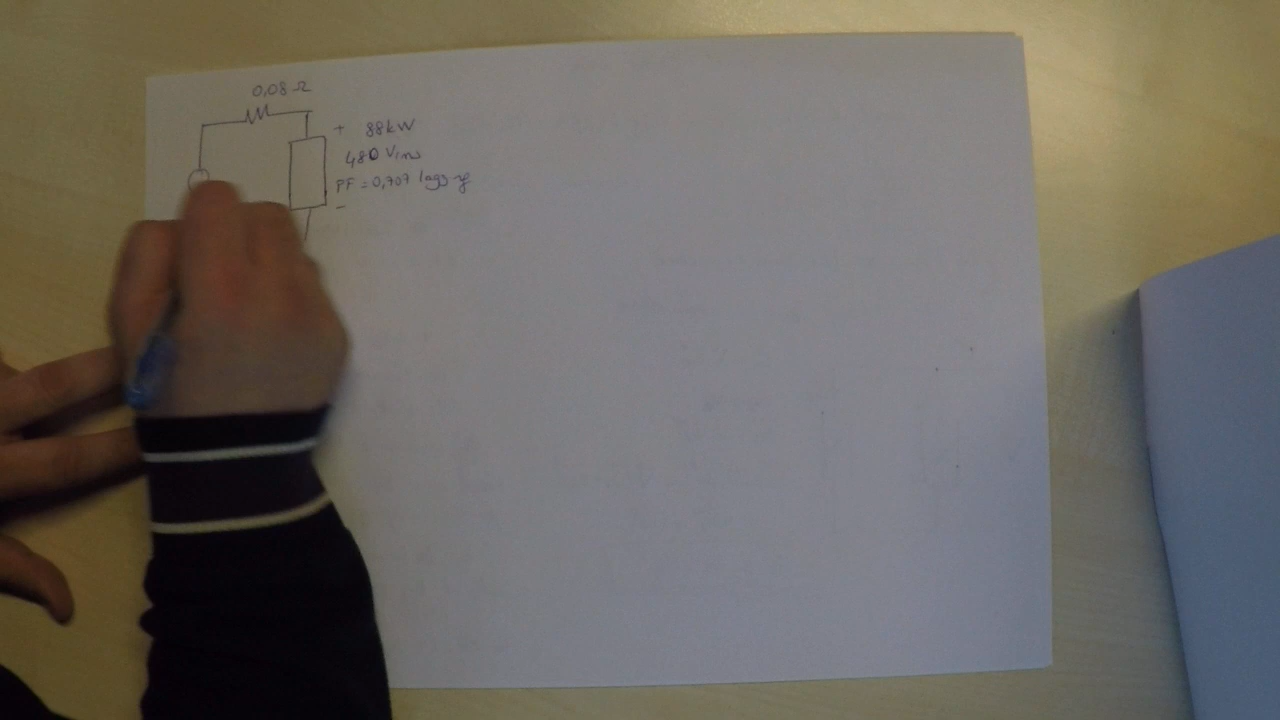 0,08 Ω
+ 88kW
480 Vrms
PF = 0,707 lagging
-